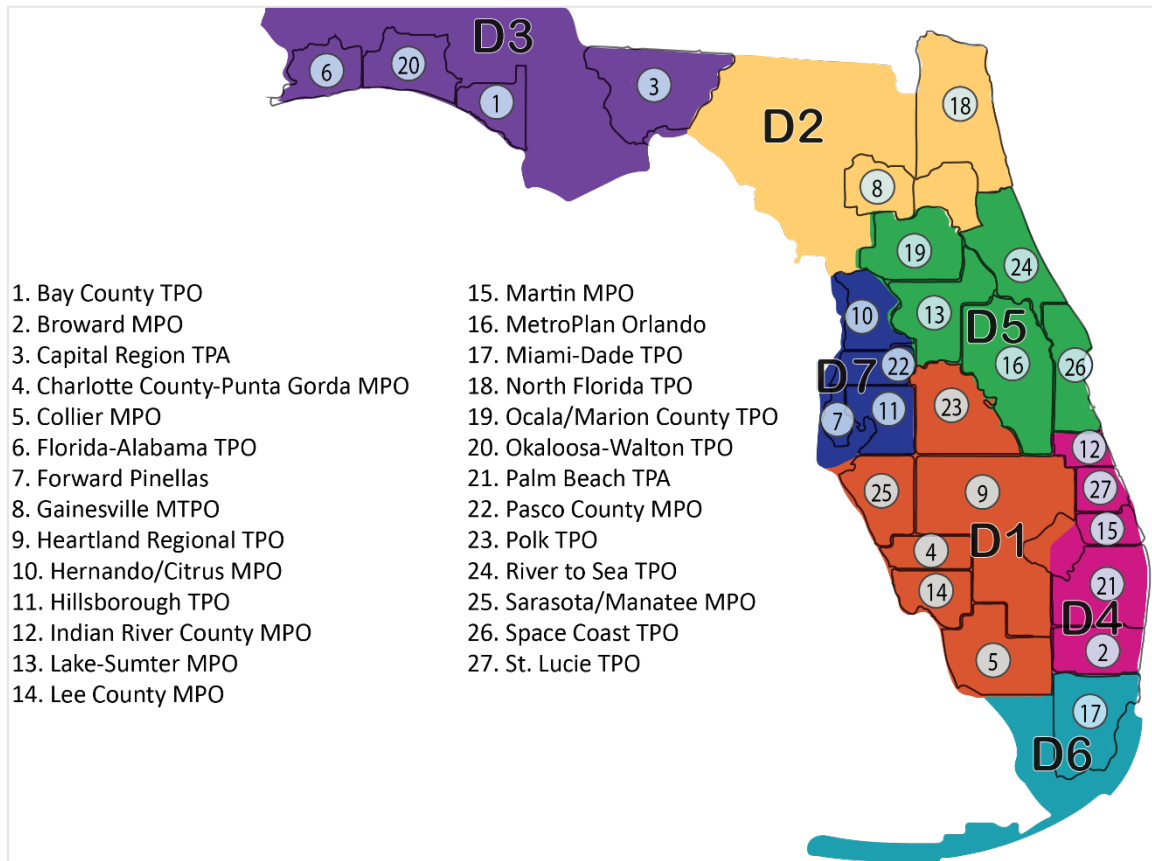 D3
6
20
1
3
D2
18
8
19
24
10
13
D5
26
22
16
D7
7
11
23
12
25
9
27
4
D1
15
14
21
D4
5
2
17
D6
1. Bay County TPO
2. Broward MPO
3. Capital Region TPA
4. Charlotte County-Punta Gorda MPO
5. Collier MPO
6. Florida-Alabama TPO
7. Forward Pinellas
8. Gainesville MTPO
9. Heartland Regional TPO
10. Hernando/Citrus MPO
11. Hillsborough TPO
12. Indian River County MPO
13. Lake-Sumter MPO
14. Lee County MPO
15. Martin MPO
16. MetroPlan Orlando
17. Miami-Dade TPO
18. North Florida TPO
19. Ocala/Marion County TPO
20. Okaloosa-Walton TPO
21. Palm Beach TPA
22. Pasco County MPO
23. Polk TPO
24. River to Sea TPO
25. Sarasota/Manatee MPO
26. Space Coast TPO
27. St. Lucie TPO